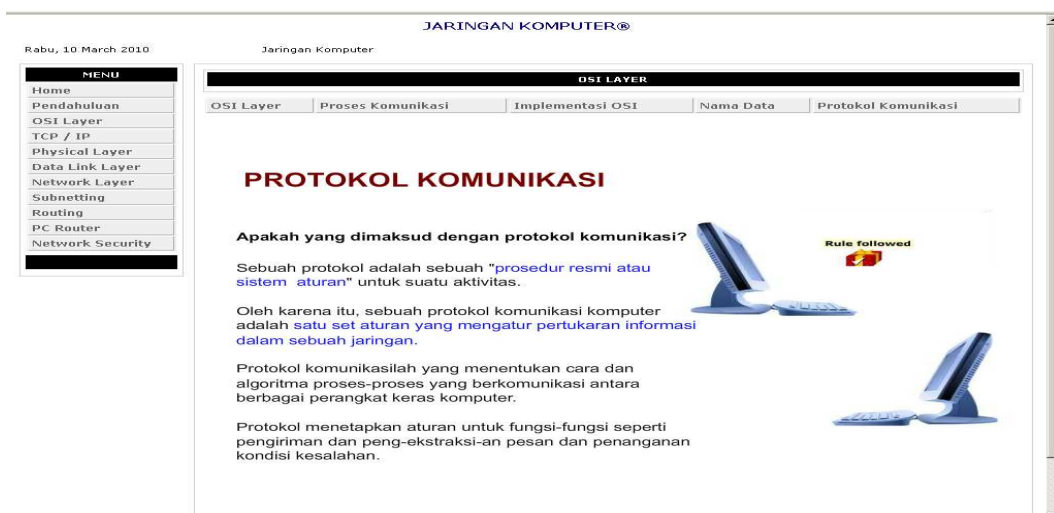 JARINGAN KOMPUTER®
Rabu, 10 March 2010
Jaringan Komputer
MENU
Home
Pendahuluan
OSI Layer
TCP / IP
Physical Layer
Data Link Layer
Network Layer
Subnetting
Routing
PC Router
Network Security
OSI LAYER
OSI Layer
Proses Komunikasi
Implementasi OSI
Nama Data
Protokol Komunikasi
PROTOKOL KOMUNIKASI
Apakah yang dimaksud dengan protokol komunikasi?
Sebuah protokol adalah sebuah "prosedur resmi atau
sistem aturan" untuk suatu aktivitas.
Oleh karena itu, sebuah protokol komunikasi komputer
adalah satu set aturan yang mengatur pertukaran informasi
dalam sebuah jaringan.
Protokol komunikasilah yang menentukan cara dan
algoritma proses-proses yang berkomunikasi antara
berbagai perangkat keras komputer.
Protokol menetapkan aturan untuk fungsi-fungsi seperti
pengiriman dan peng-ekstraksi-an pesan dan penanganan
kondisi kesalahan.
Rule followed